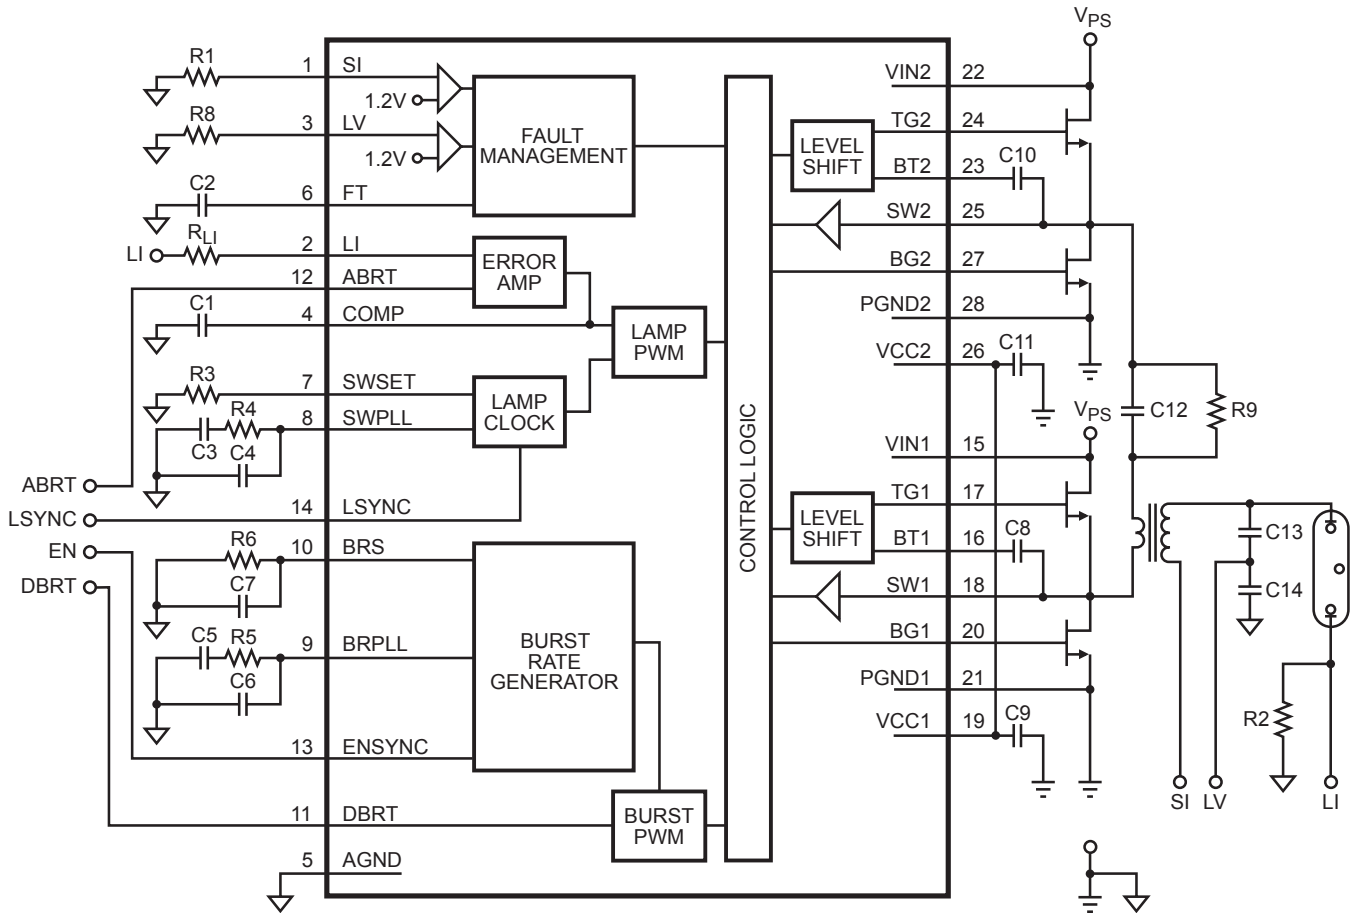 R1
1
SI
1.2V
R8
3
LV
1.2V
FAULT
MANAGEMENT
C2
6
FT
LI
RLI
2
LI
12
ABRT
ERROR
AMP
C1
4
COMP
LAMP
PWM
R3
7
SWSET
R4
8
SWPLL
C3
C4
LAMP
CLOCK
ABRT
LSYNC
14
LSYNC
EN
DBRT
R6
10
BRS
C7
C5
R5
9
BRPLL
C6
BURST
RATE
GENERATOR
13
ENSYNC
11
DBRT
BURST
PWM
5
AGND
CONTROL LOGIC
VPS
VIN2
22
LEVEL
SHIFT
TG2
24
BT2
23
C10
SW2
25
BG2
27
PGND2
28
VCC2
26
C11
VPS
VIN1
15
LEVEL
SHIFT
TG1
17
BT1
16
C8
SW1
18
BG1
20
PGND1
21
VCC1
19
C9
C12
R9
C13
C14
R2
SI
LV
LI